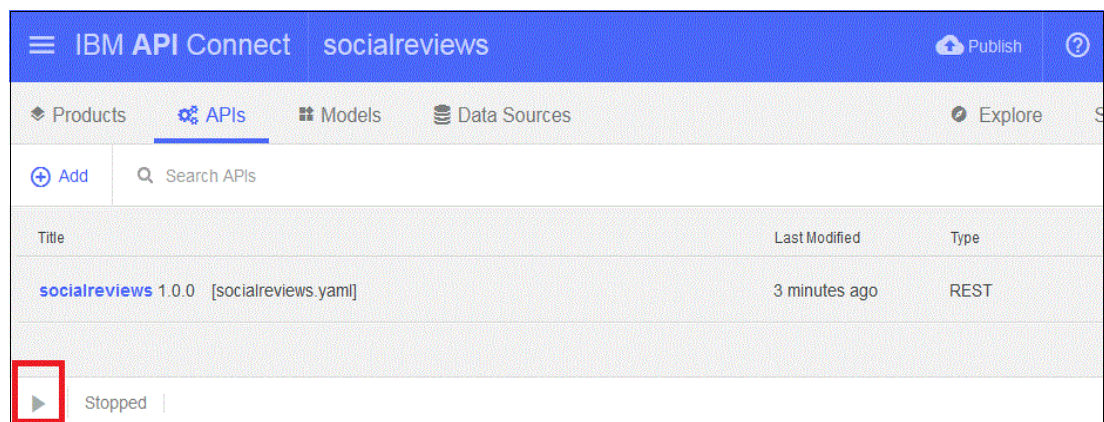 IBM API Connect socialreviews Publish
Products APIs Models Data Sources Explore S
Add Search APIs
Title Last Modified Type
socialreviews 1.0.0 [socialreviews.yaml] 3 minutes ago REST
Stopped